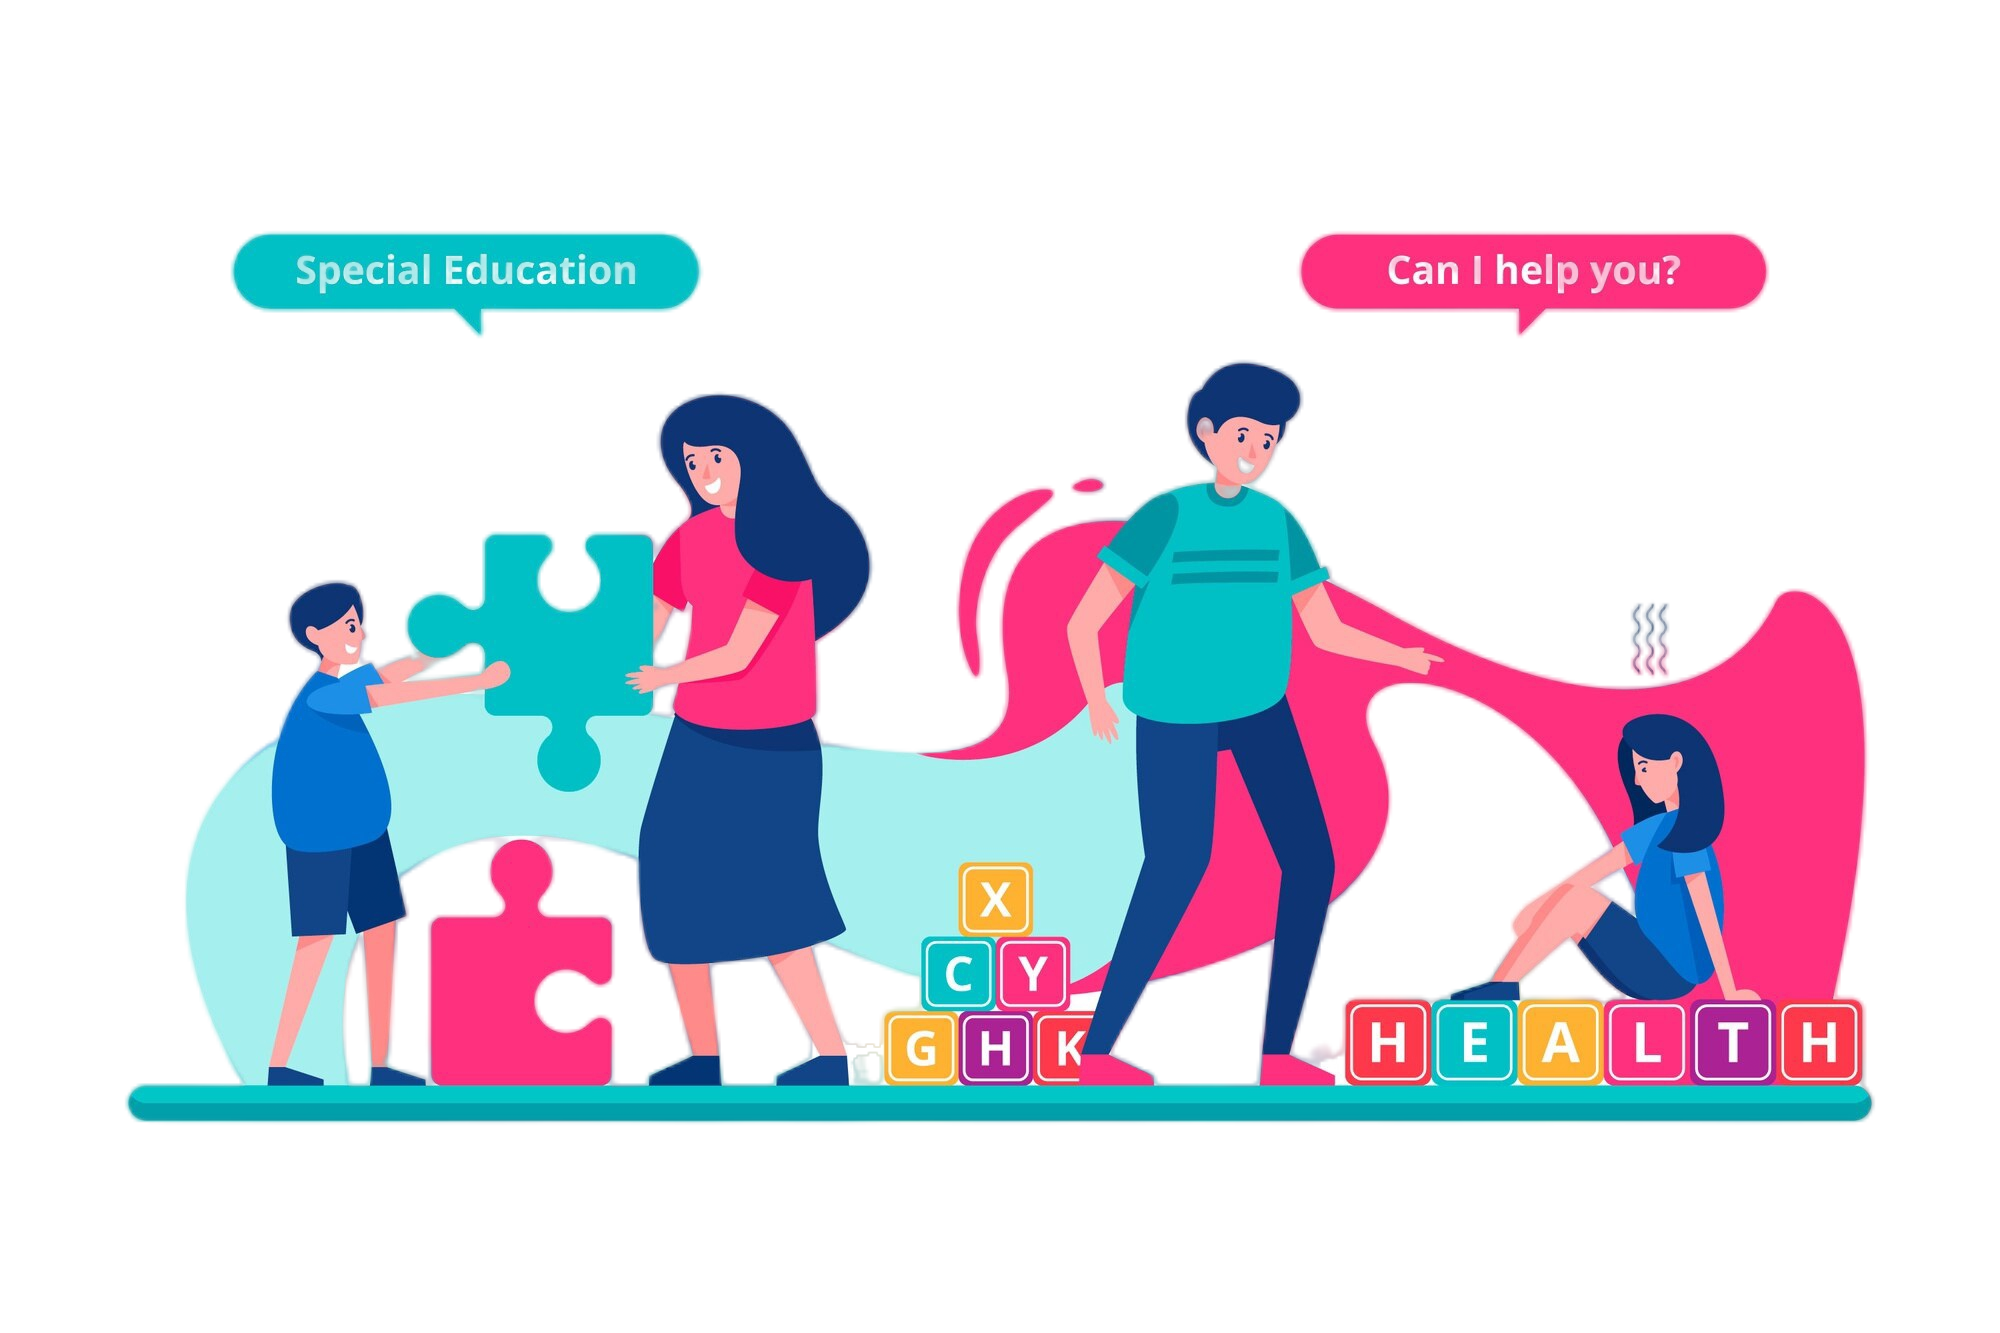 Special Education
Can I help you?
X
C Y
G H K
H E A L T H